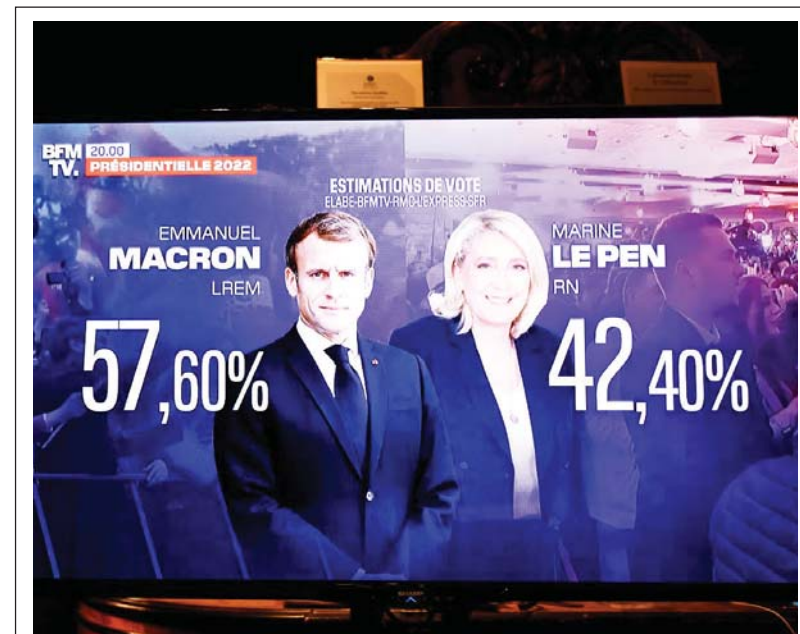 BFM
TV.
20.00
PRÉSIDENTIELLE 2022
ESTIMATIONS DE VOTE
ELABE-BFMTV-RMC-L'EXPRESS-SFR
EMMANUEL
MACRON
LREM
57,60%
MARINE
LE PEN
RN
42,40%
SHARP